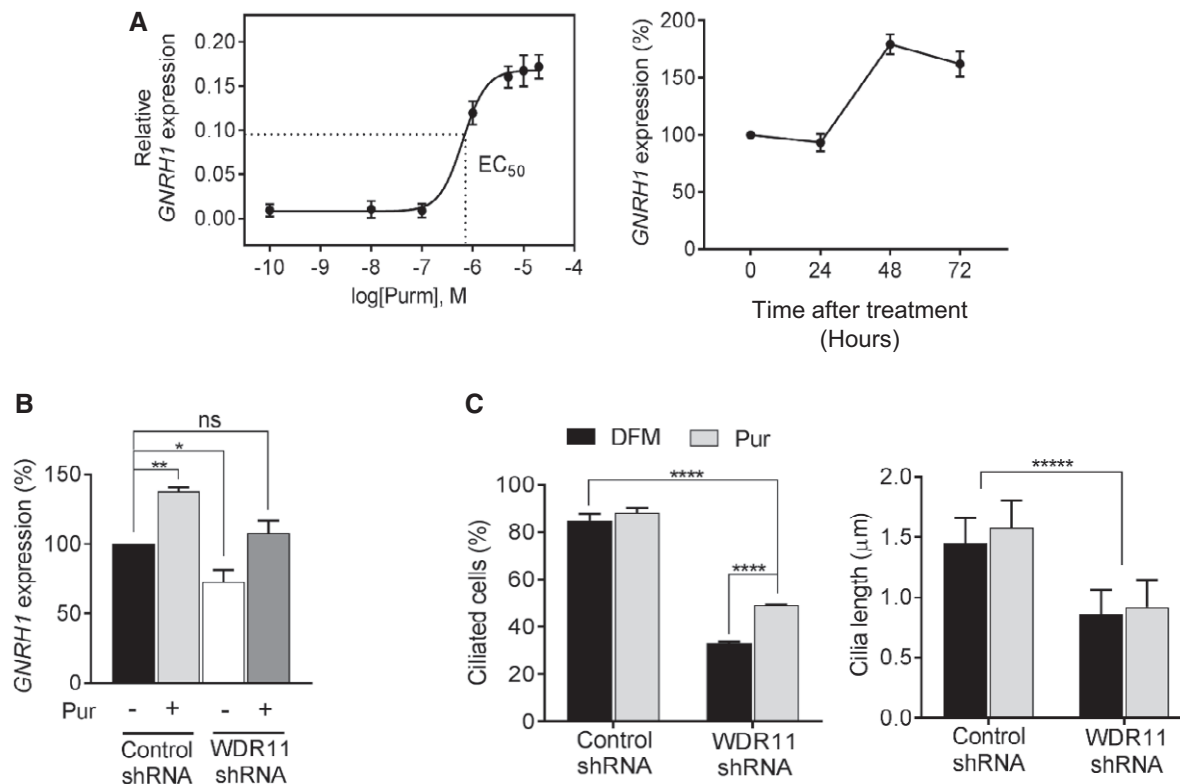 A
Relative
GNRH1 expression
0.20
0.15
0.10
0.05
0.00
EC50
-10 -9 -8 -7 -6 -5 -4
log[Purm], M
GNRH1 expression (%)
200
150
100
50
0
0 24 48 72
Time after treatment
(Hours)
B
GNRH1 expression (%)
150
100
50
0
ns
*
**
Pur - + - +
Control
shRNA
WDR11
shRNA
C
DFM Pur
Ciliated cells (%)
100
80
60
40
20
0
****
****
Control
shRNA
WDR11
shRNA
Cilia length (μm)
2.0
1.5
1.0
0.5
0.0
*****
Control
shRNA
WDR11
shRNA